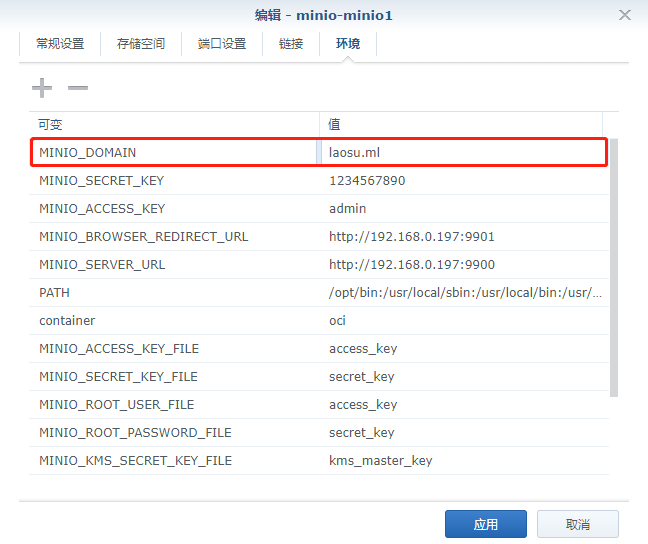 编辑 - minio-minio1
常规设置 存储空间 端口设置 链接 环境
可变 值
MINIO_DOMAIN laosu.ml
MINIO_SECRET_KEY 1234567890
MINIO_ACCESS_KEY admin
MINIO_BROWSER_REDIRECT_URL http://192.168.0.197:9901
MINIO_SERVER_URL http://192.168.0.197:9900
PATH /opt/bin:/usr/local/sbin:/usr/local/bin:/usr/...
container oci
MINIO_ACCESS_KEY_FILE access_key
MINIO_SECRET_KEY_FILE secret_key
MINIO_ROOT_USER_FILE access_key
MINIO_ROOT_PASSWORD_FILE secret_key
MINIO_KMS_SECRET_KEY_FILE kms_master_key
应用 取消